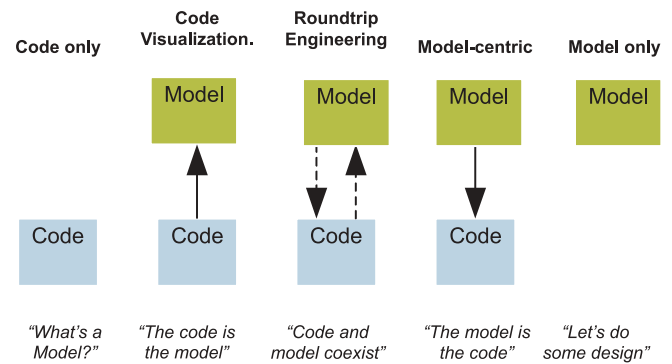 Code only
Code
Visualization.
Roundtrip
Engineering
Model-centric
Model only
Model
Model
Model
Model
Code
Code
Code
Code
“What’s a
Model?”
“The code is
the model”
“Code and
model coexist”
“The model is
the code”
“Let’s do
some design”